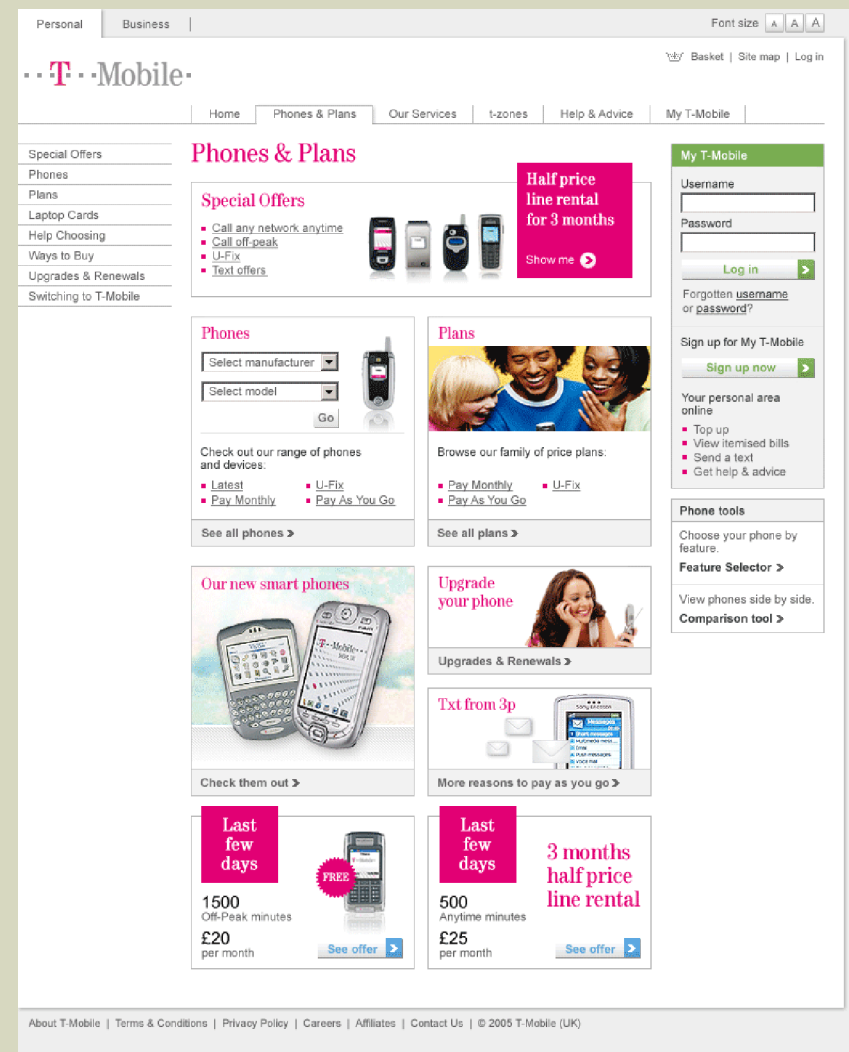 Personal
Business
Font size A A A
Basket | Site map | Log in
T Mobile
Home
Phones & Plans
Our Services
t-zones
Help & Advice
My T-Mobile
Special Offers
Phones
Plans
Laptop Cards
Help Choosing
Ways to Buy
Upgrades & Renewals
Switching to T-Mobile
Phones & Plans
Special Offers
Call any network anytime
Call off-peak
U-Fix
Text offers
Half price
line rental
for 3 months
Show me
Phones
Select manufacturer
Select model
Go
Check out our range of phones
and devices:
Latest
U-Fix
Pay Monthly
Pay As You Go
See all phones
Plans
Browse our family of price plans:
Pay Monthly
U-Fix
Pay As You Go
See all plans
Our new smart phones
T Mobile
Check them out
Upgrade
your phone
Upgrades & Renewals
Txt from 3p
Sony Ericsson
Messages
Start messages
Check more reasons
More reasons to pay as you go
Last
few
days
FREE
1500
Off-Peak minutes
£20
per month
See offer
Last
few
days
3 months
half price
line rental
500
Anytime minutes
£25
per month
See offer
My T-Mobile
Username
Password
Log in
Forgotten username
or password?
Sign up for My T-Mobile
Sign up now
Your personal area
online
Top up
View itemised bills
Send a text
Get help & advice
Phone tools
Choose your phone by
feature.
Feature Selector
View phones side by side.
Comparison tool
About T-Mobile | Terms & Conditions | Privacy Policy | Careers | Affiliates | Contact Us | © 2005 T-Mobile (UK)